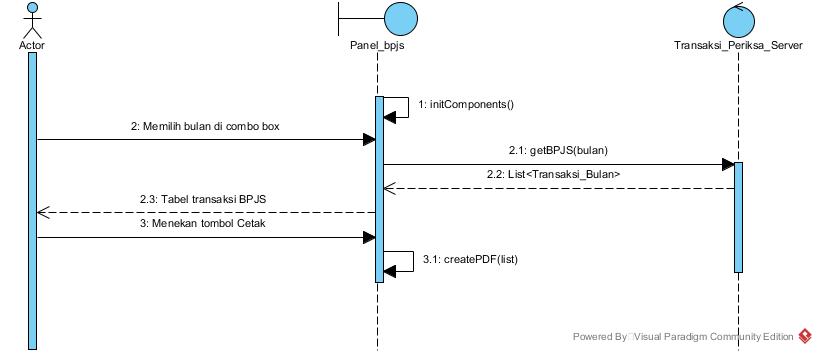 Actor
Panel_bpjs
Transaksi_Periksa_Server
1: initComponents()
2: Memilih bulan di combo box
2.1: getBPJS(bulan)
2.2: List<Transaksi_Bulan>
2.3: Tabel transaksi BPJS
3: Menekan tombol Cetak
3.1: createPDF(list)
Powered By Visual Paradigm Community Edition